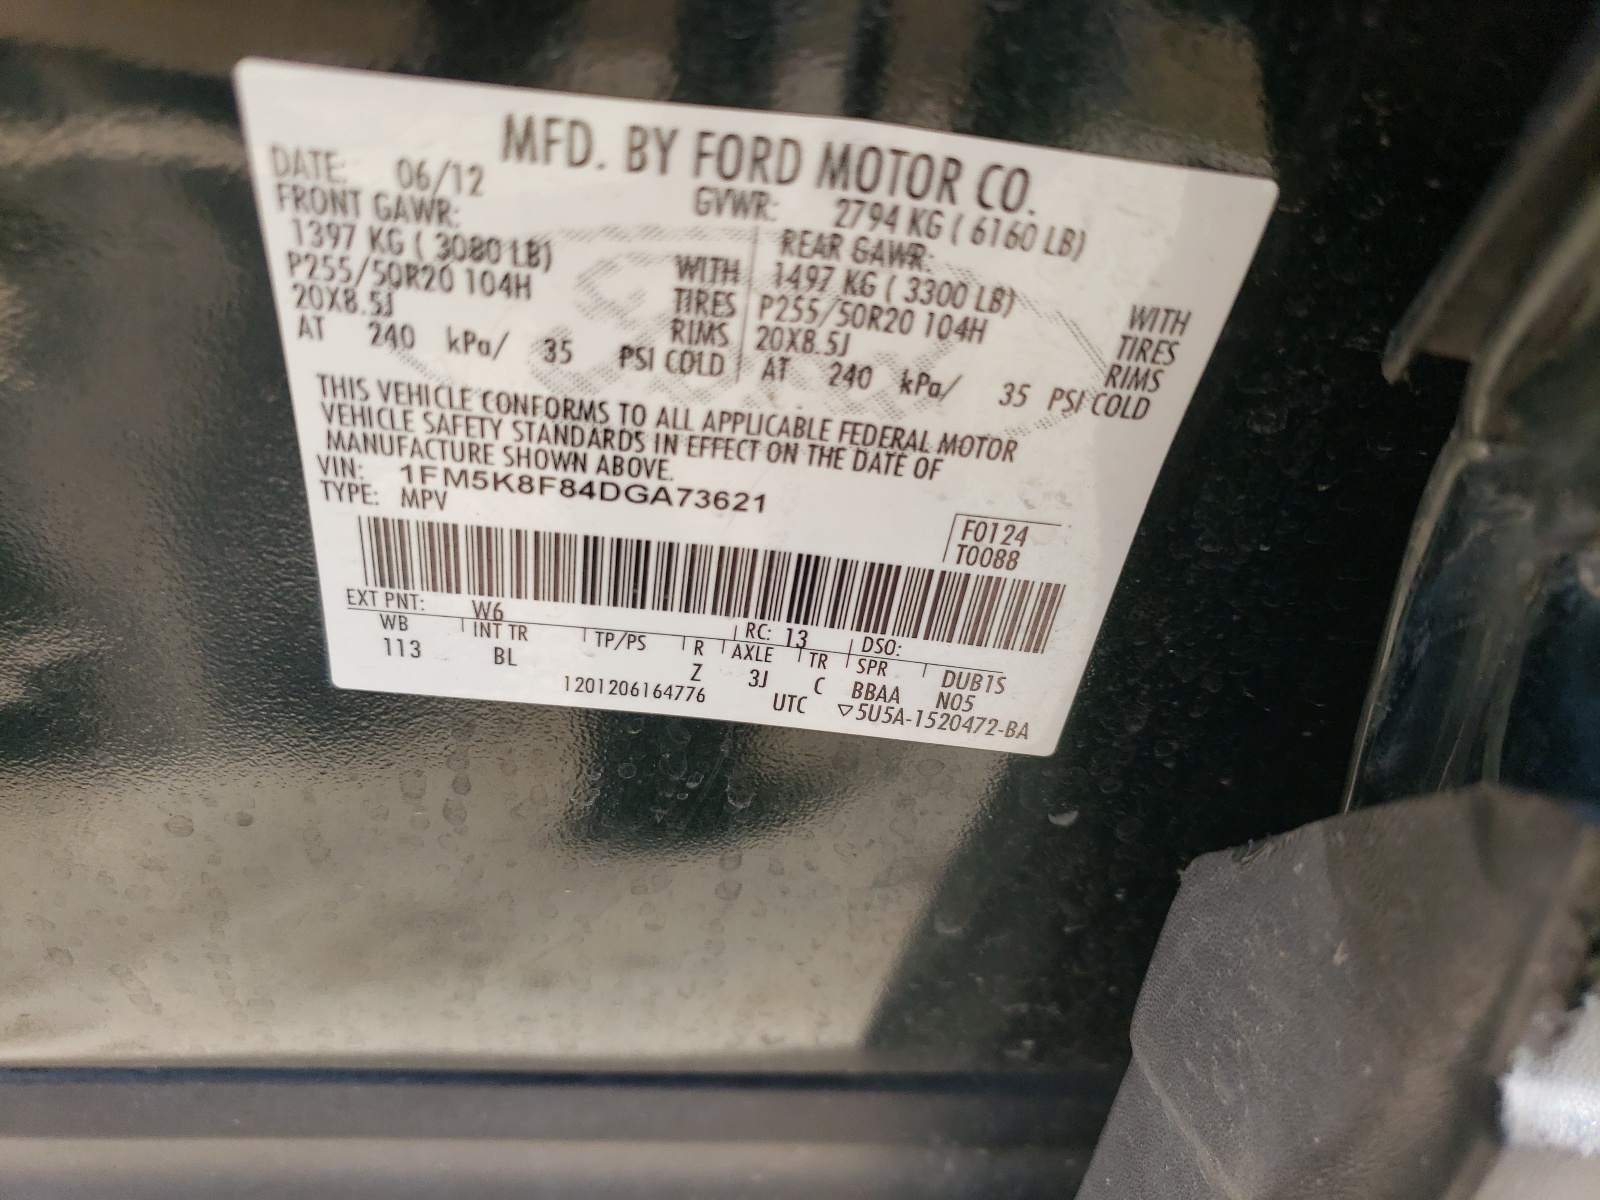 MFD. BY FORD MOTOR CO.
DATE: 06/12 GVWR: 2794 KG ( 6160 LB)
FRONT GAWR: REAR GAWR:
1397 KG ( 3080 LB) WITH 1497 KG ( 3300 LB) WITH
P255/50R20 104H TIRES P255/50R20 104H TIRES
20X8.5J RIMS 20X8.5J RIMS
AT 240 kPa/ 35 PSI COLD AT 240 kPa/ 35 PSI COLD
THIS VEHICLE CONFORMS TO ALL APPLICABLE FEDERAL MOTOR
VEHICLE SAFETY STANDARDS IN EFFECT ON THE DATE OF
MANUFACTURE SHOWN ABOVE.
VIN: 1FM5K8F84DGA73621
TYPE: MPV
F0124
T0088
EXT PNT: W6 RC: 13 DSO:
WB INT TR TP/PS R AXLE TR SPR DUB1S
113 BL Z 3J C BBAA N05
1201206164776 UTC ▽5U5A-1520472-BA